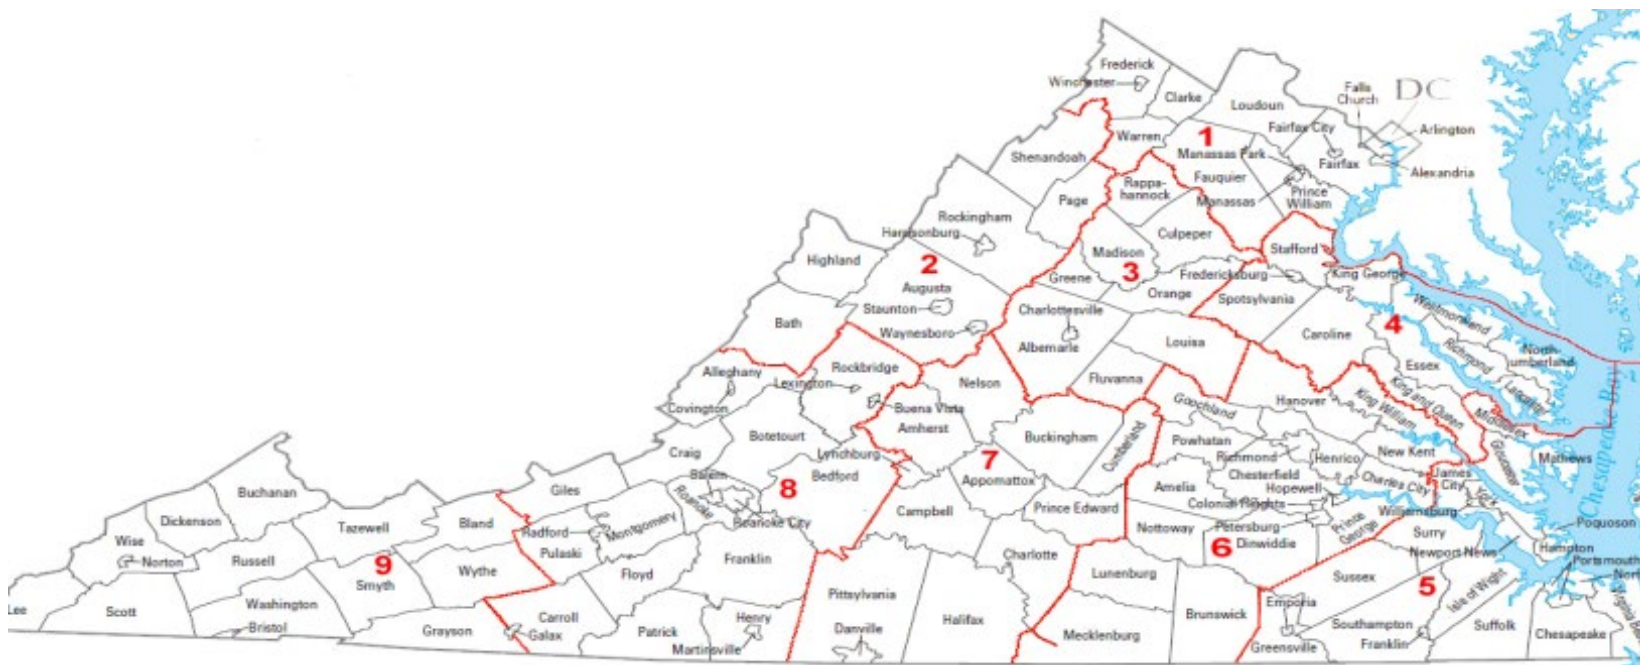 Frederick
Winchester
Clarke
Loudoun
Falls
Church
DC
Arlington
Alexandria
Fairfax City
Fairfax
Warren
1
Manassas Park
Shenandoah
Fauquier
Manassas
Prince
William
Rappa-
hannock
Page
Rockingham
Harrisonburg
Culpeper
Madison
3
Stafford
Highland
2
Augusta
Greene
Fredericksburg
King George
Orange
Spotsylvania
Westmoreland
Staunton
Charlottesville
Bath
Waynesboro
Caroline
4
Albemarle
Louisa
Richmond
North-
umberland
Alleghany
Rockbridge
Essex
Lexington
Nelson
Fluvanna
Lancaster
Covington
Buena Vista
Goochland
Hanover
King William
King and Queen
Middlesex
Chesapeake Bay
Amherst
Botetourt
Buckingham
Cumberland
Powhatan
Richmond
Henrico
New Kent
Gloucester
Mathews
Craig
Lynchburg
7
Salem
Bedford
8
Appomattox
Chesterfield
Hopewell
Charles City
James
City
York
Buchanan
Giles
Roanoke
Roanoke City
Amelia
Colonial Heights
Prince Edward
Williamsburg
Dickenson
Tazewell
Bland
Radford
Montgomery
Campbell
Nottoway
Petersburg
Dinwiddie
6
Prince
George
Surry
Poquoson
Wise
Norton
Russell
9
Pulaski
Franklin
Charlotte
Newport News
Hampton
Portsmouth
Smyth
Wythe
Floyd
Lunenburg
Sussex
5
Isle of Wight
Lee
Scott
Washington
Bristol
Grayson
Carroll
Galax
Patrick
Henry
Martinsville
Pittsylvania
Danville
Halifax
Mecklenburg
Brunswick
Emporia
Greensville
Southampton
Franklin
Suffolk
Chesapeake